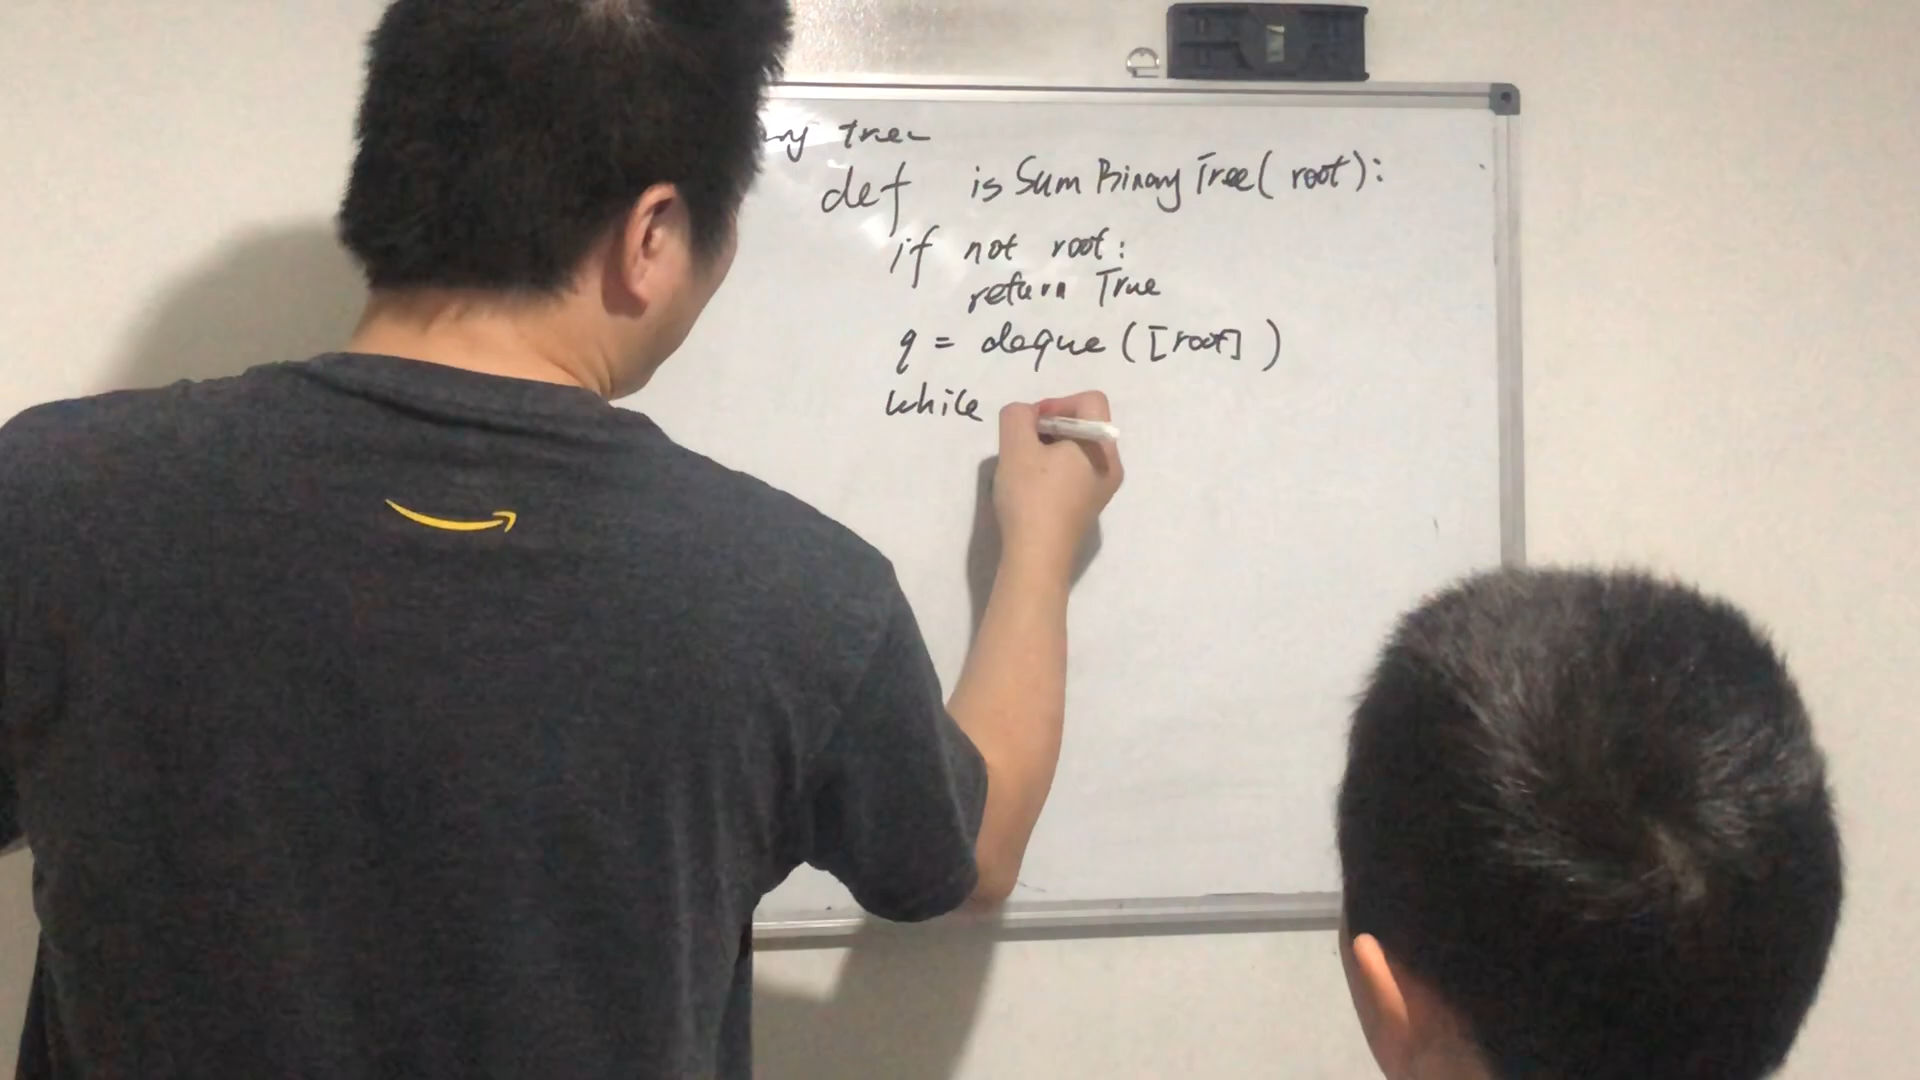 tree
def isSumBinaryTree(root):
if not root:
return True
q = deque([root])
while